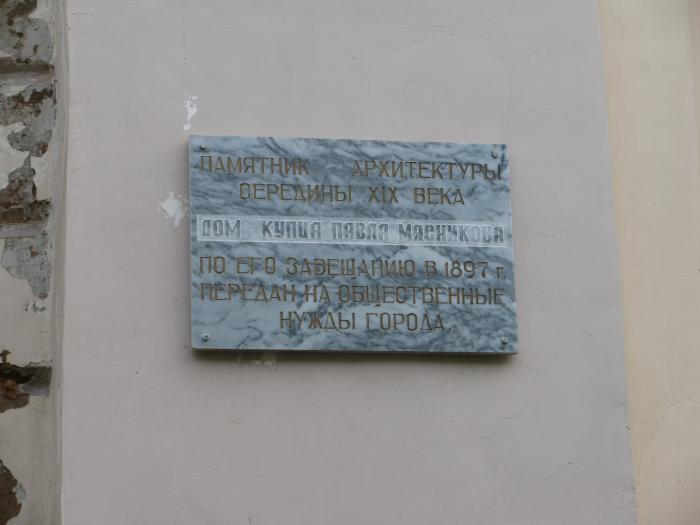 ПАМЯТНИК АРХИТЕКТУРЫ
СЕРЕДИНЫ XIX ВЕКА
ДОМ КУПЦА ПАВЛА МЯСНИКОВА
ПО ЕГО ЗАВЕЩАНИЮ В 1897 г.
ПЕРЕДАН НА ОБЩЕСТВЕННЫЕ
НУЖДЫ ГОРОДА.